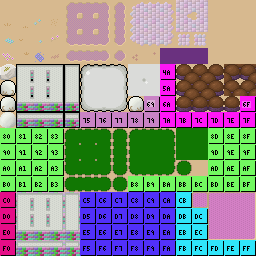 4A
5A
69 6A 6F
75 76 77 78 79 7A 7B 7C 7D 7E 7F
80 81 82 83 8D 8E 8F
90 91 92 93 9D 9E 9F
A0 A1 A2 A3 AD AE AF
B0 B1 B2 B3 B8 B9 BA BB BC BD BE BF
C0 C5 C6 C7 C8 C9 CA CB
D0 D5 D6 D7 D8 D9 DA DB DC
E0 E5 E6 E7 E8 E9 EA EB EC
F0 F5 F6 F7 F8 F9 FA FB FC FD FE FF